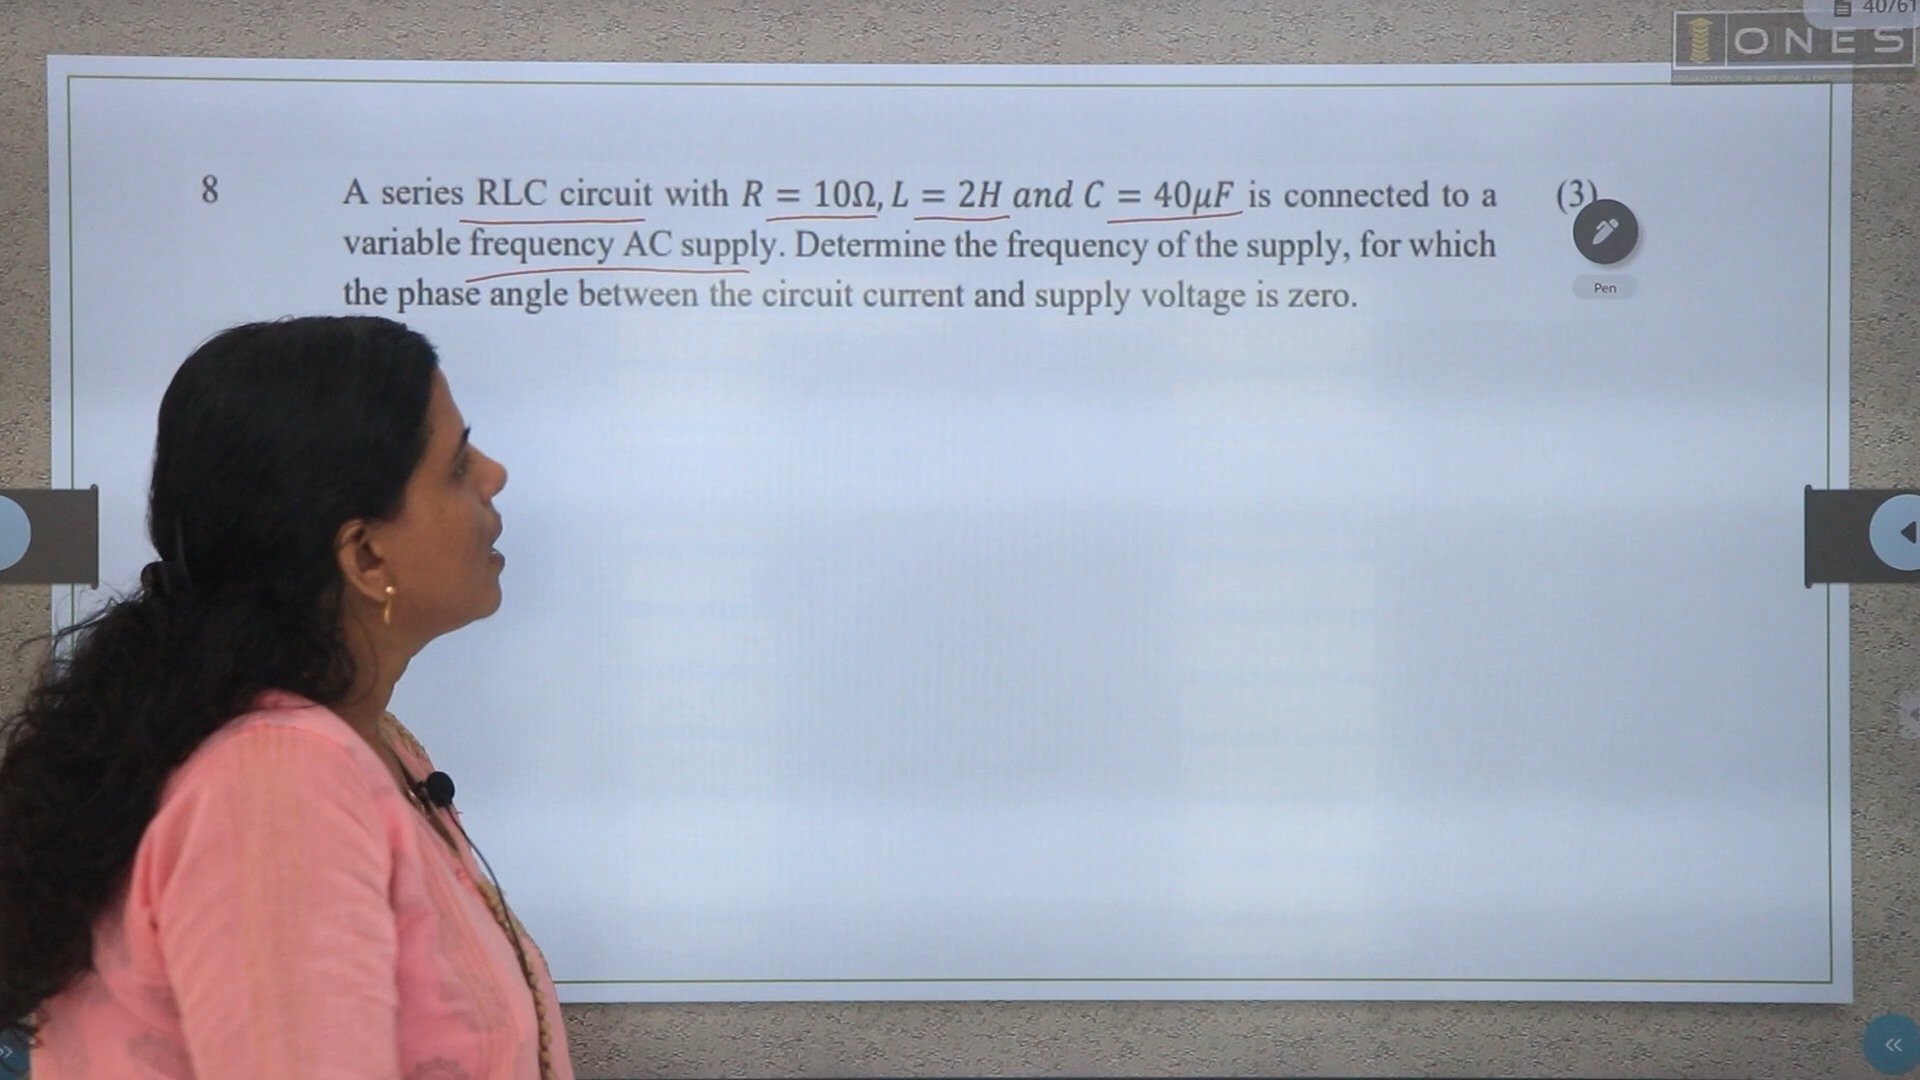 40/61
ONES
8 A series RLC circuit with R = 10Ω, L = 2H and C = 40μF is connected to a (3)
variable frequency AC supply. Determine the frequency of the supply, for which
the phase angle between the circuit current and supply voltage is zero.
Pen